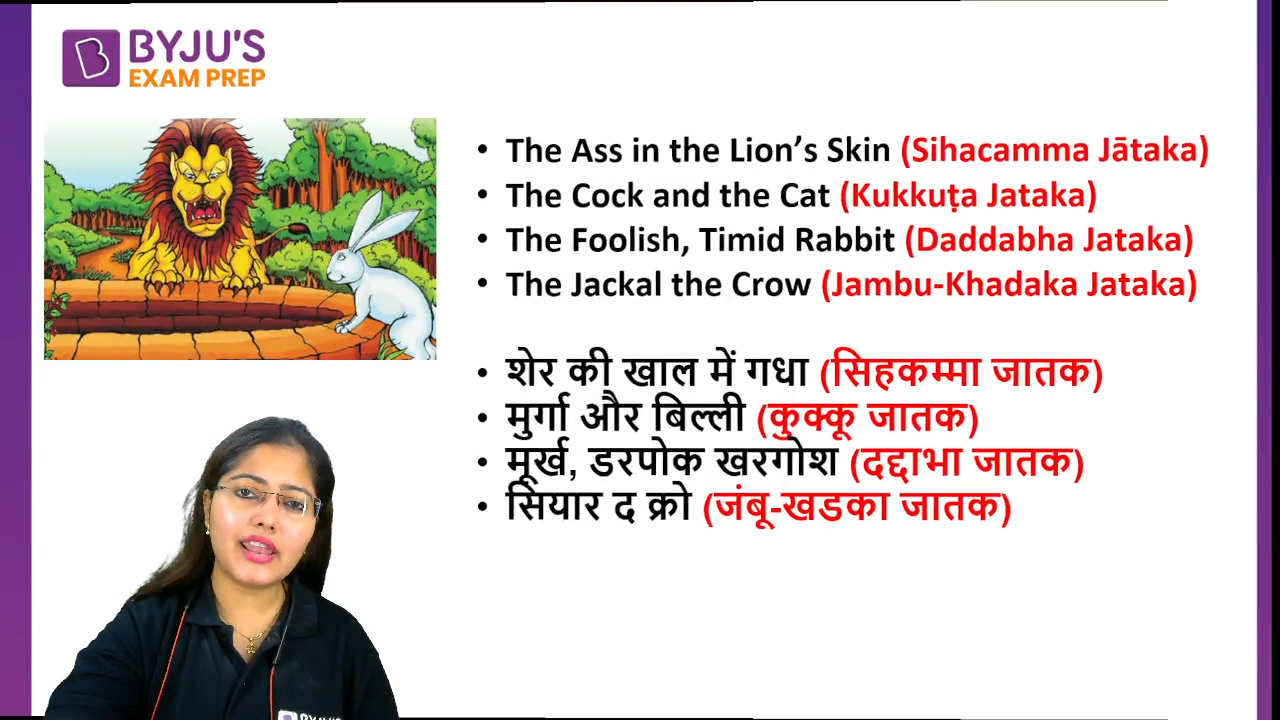 BYJU'S
EXAM PREP
• The Ass in the Lion’s Skin (Sihacamma Jātaka)
• The Cock and the Cat (Kukkuṭa Jataka)
• The Foolish, Timid Rabbit (Daddabha Jataka)
• The Jackal the Crow (Jambu-Khadaka Jataka)
• शेर की खाल में गधा (सिहकम्मा जातक)
• मुर्गा और बिल्ली (कुक्कू जातक)
• मूर्ख, डरपोक खरगोश (दद्दाभा जातक)
• सियार द क्रो (जंबू-खडका जातक)
BYJU'S